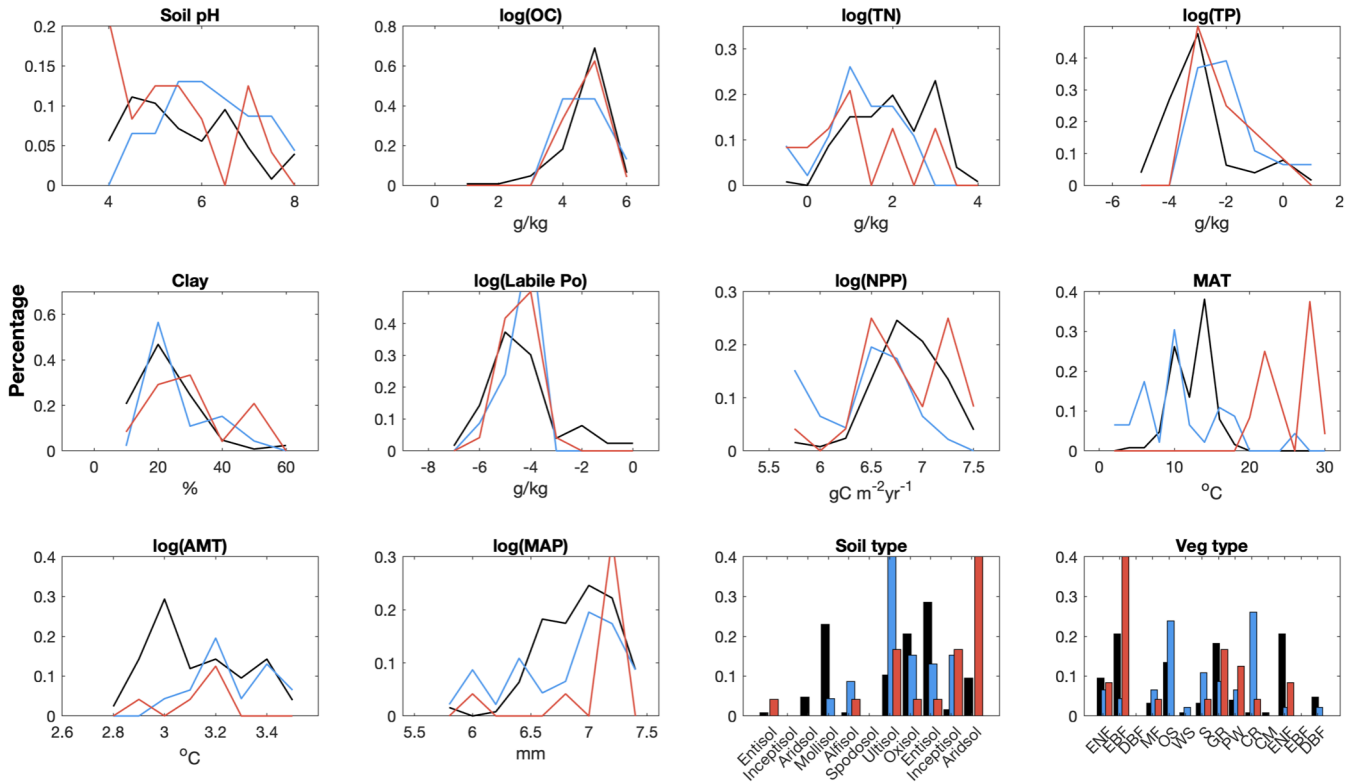 Soil pH
0.2
0.15
0.1
0.05
0
4
6
8
log(OC)
0.8
0.6
0.4
0.2
0
0
2
4
6
g/kg
log(TN)
0.3
0.2
0.1
0
0
2
4
g/kg
log(TP)
0.4
0.3
0.2
0.1
0
-6
-4
-2
0
2
g/kg
Percentage
Clay
0.6
0.4
0.2
0
0
20
40
60
%
log(Labile Po)
0.4
0.3
0.2
0.1
0
-8
-6
-4
-2
0
g/kg
log(NPP)
0.3
0.2
0.1
0
5.5
6
6.5
7
7.5
gC m-2yr-1
MAT
0.4
0.3
0.2
0.1
0
0
10
20
30
oC
log(AMT)
0.4
0.3
0.2
0.1
0
2.6
2.8
3
3.2
3.4
oC
log(MAP)
0.3
0.2
0.1
0
5.5
6
6.5
7
7.5
mm
Soil type
0.4
0.3
0.2
0.1
0
Entisol
Inceptisol
Aridsol
Mollisol
Alfisol
Spodosol
Ultisol
Oxisol
Entisol
Inceptisol
Aridsol
Veg type
0.4
0.3
0.2
0.1
0
ENF
EBF
DBF
MF
OS
WS
S
GR
PW
CR
CM
ENF
EBF
DBF